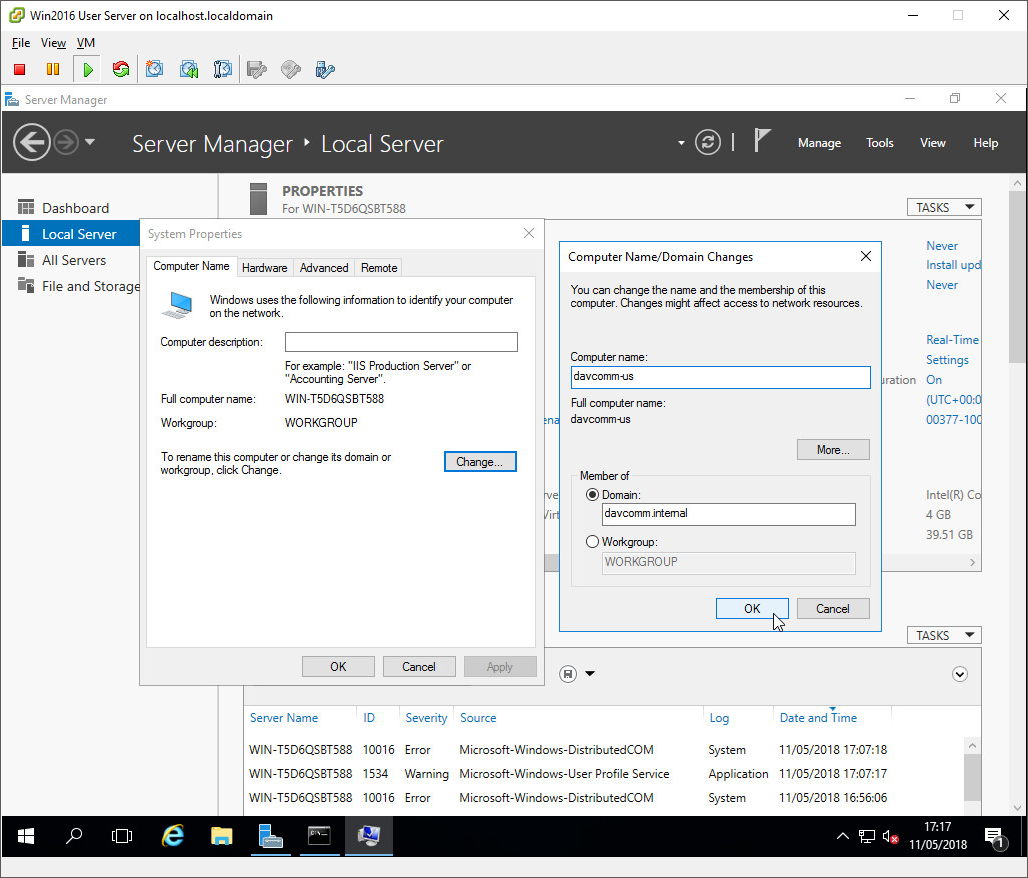 Win2016 User Server on localhost.localdomain
File View VM
Server Manager
Server Manager Local Server
Manage Tools View Help
Dashboard
Local Server
All Servers
File and Storage
PROPERTIES
For WIN-T5D6QSBT588
TASKS
Never
Install upd
Never
Real-Time
Settings
On
(UTC+00:0
00377-100
Intel(R) Co
4 GB
39.51 GB
System Properties
Computer Name Hardware Advanced Remote
Windows uses the following information to identify your computer
on the network.
Computer description:
For example: "IIS Production Server" or
"Accounting Server".
Full computer name: WIN-T5D6QSBT588
Workgroup: WORKGROUP
To rename this computer or change its domain or
workgroup, click Change.
Change...
OK Cancel Apply
Computer Name/Domain Changes
You can change the name and the membership of this
computer. Changes might affect access to network resources.
Computer name:
davcomm-us
Full computer name:
davcomm-us
More...
Member of
Domain:
davcomm.internal
Workgroup:
WORKGROUP
OK Cancel
TASKS
Server Name ID Severity Source Log Date and Time
WIN-T5D6QSBT588 10016 Error Microsoft-Windows-DistributedCOM System 11/05/2018 17:07:18
WIN-T5D6QSBT588 1534 Warning Microsoft-Windows-User Profile Service Application 11/05/2018 17:07:17
WIN-T5D6QSBT588 10016 Error Microsoft-Windows-DistributedCOM System 11/05/2018 16:56:06
17:17
11/05/2018
1